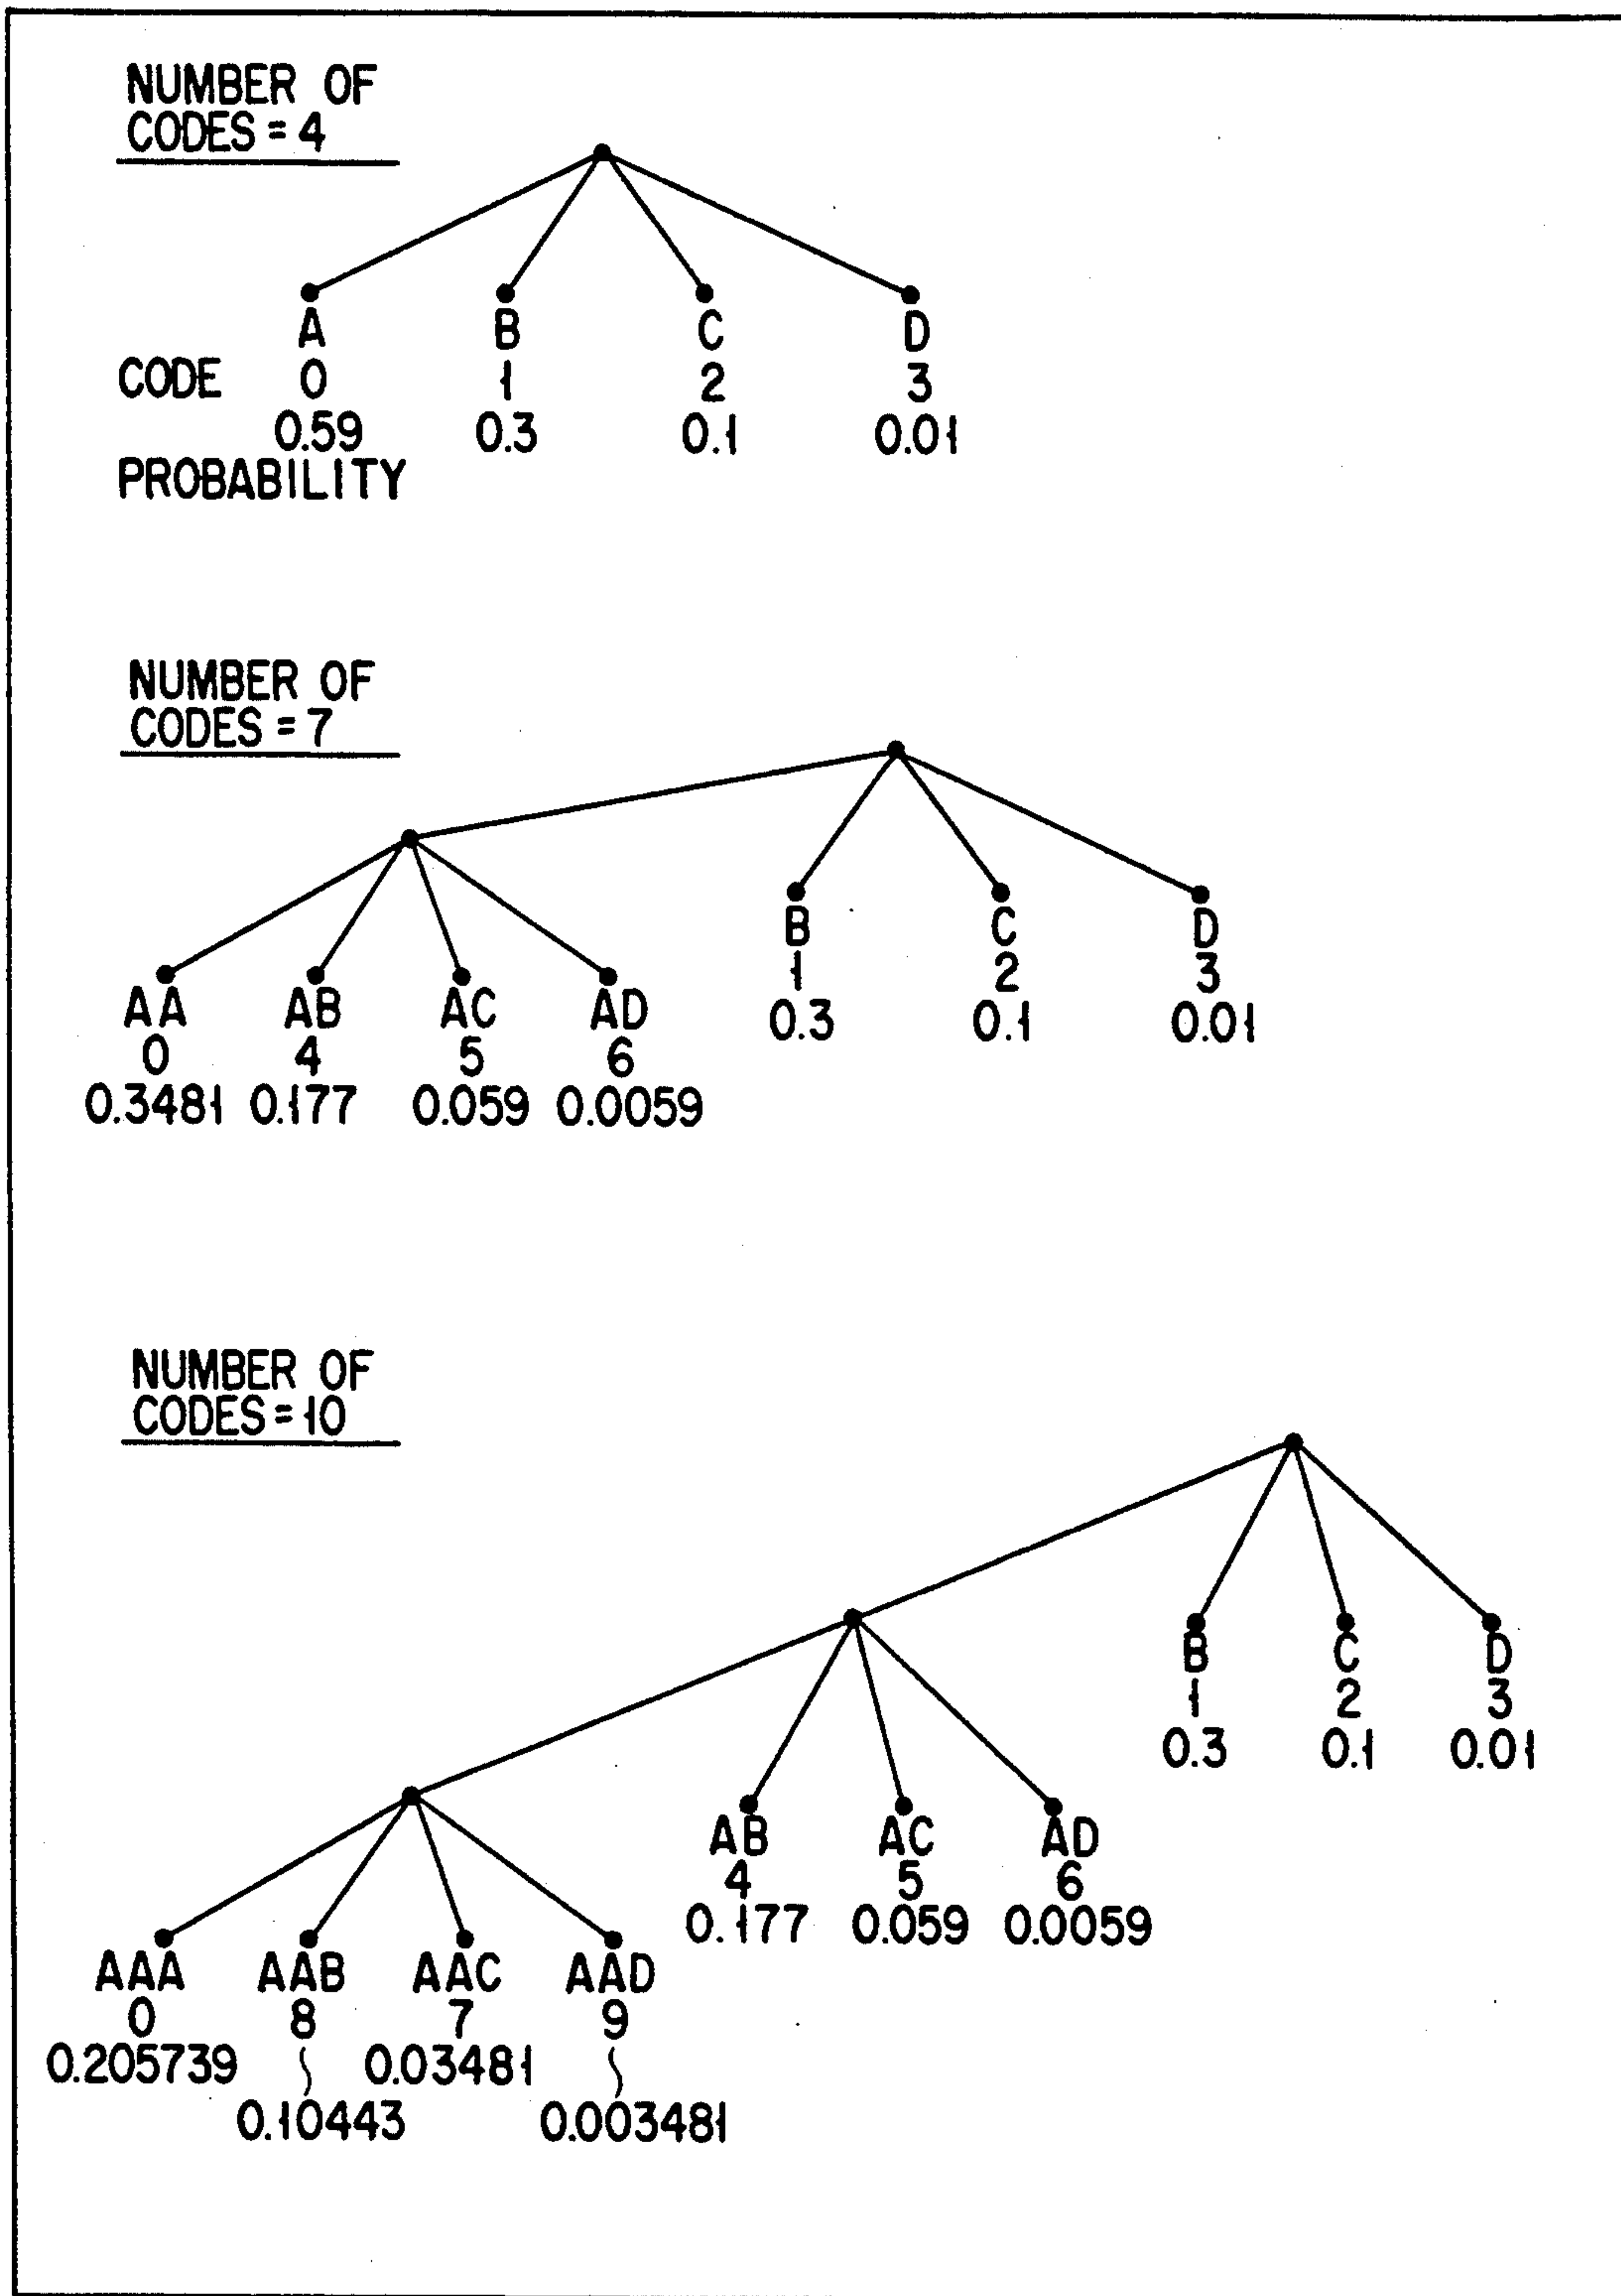 NUMBER OF
CODES = 4
A B C D
CODE 0 1 2 3
0.59 0.3 0.1 0.01
PROBABILITY
NUMBER OF
CODES = 7
B C D
1 2 3
0.3 0.1 0.01
AA AB AC AD
0 4 5 6
0.3481 0.177 0.059 0.0059
NUMBER OF
CODES = 10
B C D
1 2 3
0.3 0.1 0.01
AB AC AD
4 5 6
0.177 0.059 0.0059
AAA AAB AAC AAD
0 8 7 9
0.205739 0.03481
0.10443 0.003481